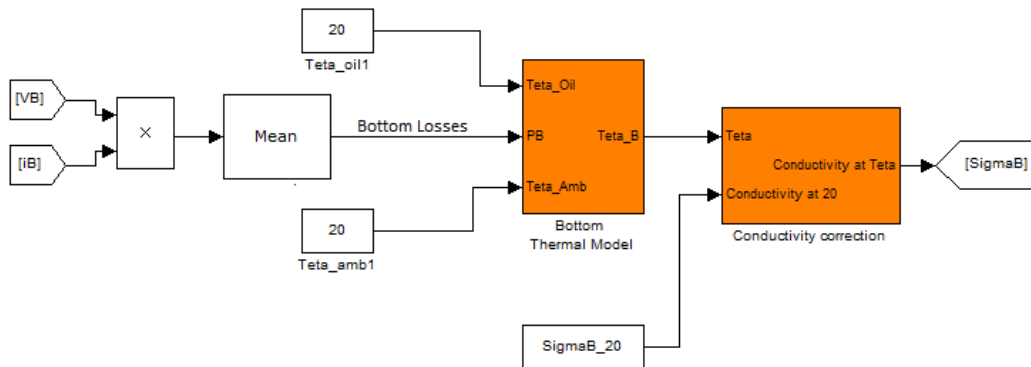 20
Teta_oil1
[VB]
[iB]
×
Mean
Bottom Losses
20
Teta_amb1
Teta_Oil
PB
Teta_B
Teta_Amb
Bottom
Thermal Model
Teta
Conductivity at Teta
Conductivity at 20
Conductivity correction
[SigmaB]
SigmaB_20